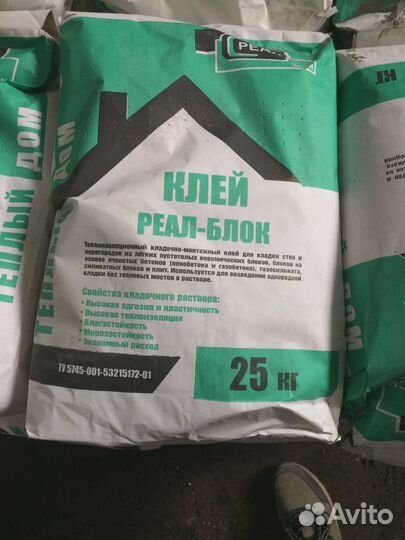 РЕАЛ
ТЕПЛЫЙ ДОМ
ДОМ
КЛЕЙ
РЕАЛ-БЛОК
Теплоизоляционный кладочно-монтажный клей для кладки стен и
перегородок из лёгких пустотелых керамических блоков, блоков на
основе ячеистых бетонов (пенобетона и газобетона), газосиликата,
силикатных блоков и плит. Используется для возведения однородной
кладки без тепловых мостов в растворе.
Свойства кладочного раствора:
• Высокая адгезия и пластичность
• Высокая теплоизоляция
• Влагостойкость
• Морозостойкость
• Экономный расход
ТУ 5745-001-53215172-01
25 кг
кг
ДОМ
Avito